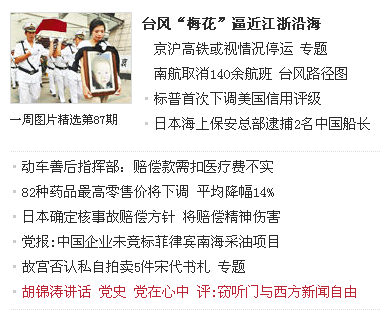 台风“梅花”逼近江浙沿海
京沪高铁或视情况停运 专题
南航取消140余航班 台风路径图
标普首次下调美国信用评级
日本海上保安总部逮捕2名中国船长
一周图片精选第87期
动车善后指挥部：赔偿款需扣医疗费不实
82种药品最高零售价将下调 平均降幅14%
日本确定核事故赔偿方针 将赔偿精神伤害
党报:中国企业未竞标菲律宾南海采油项目
故宫否认私自拍卖5件宋代书札 专题
胡锦涛讲话 党史 党在心中 评:窃听门与西方新闻自由